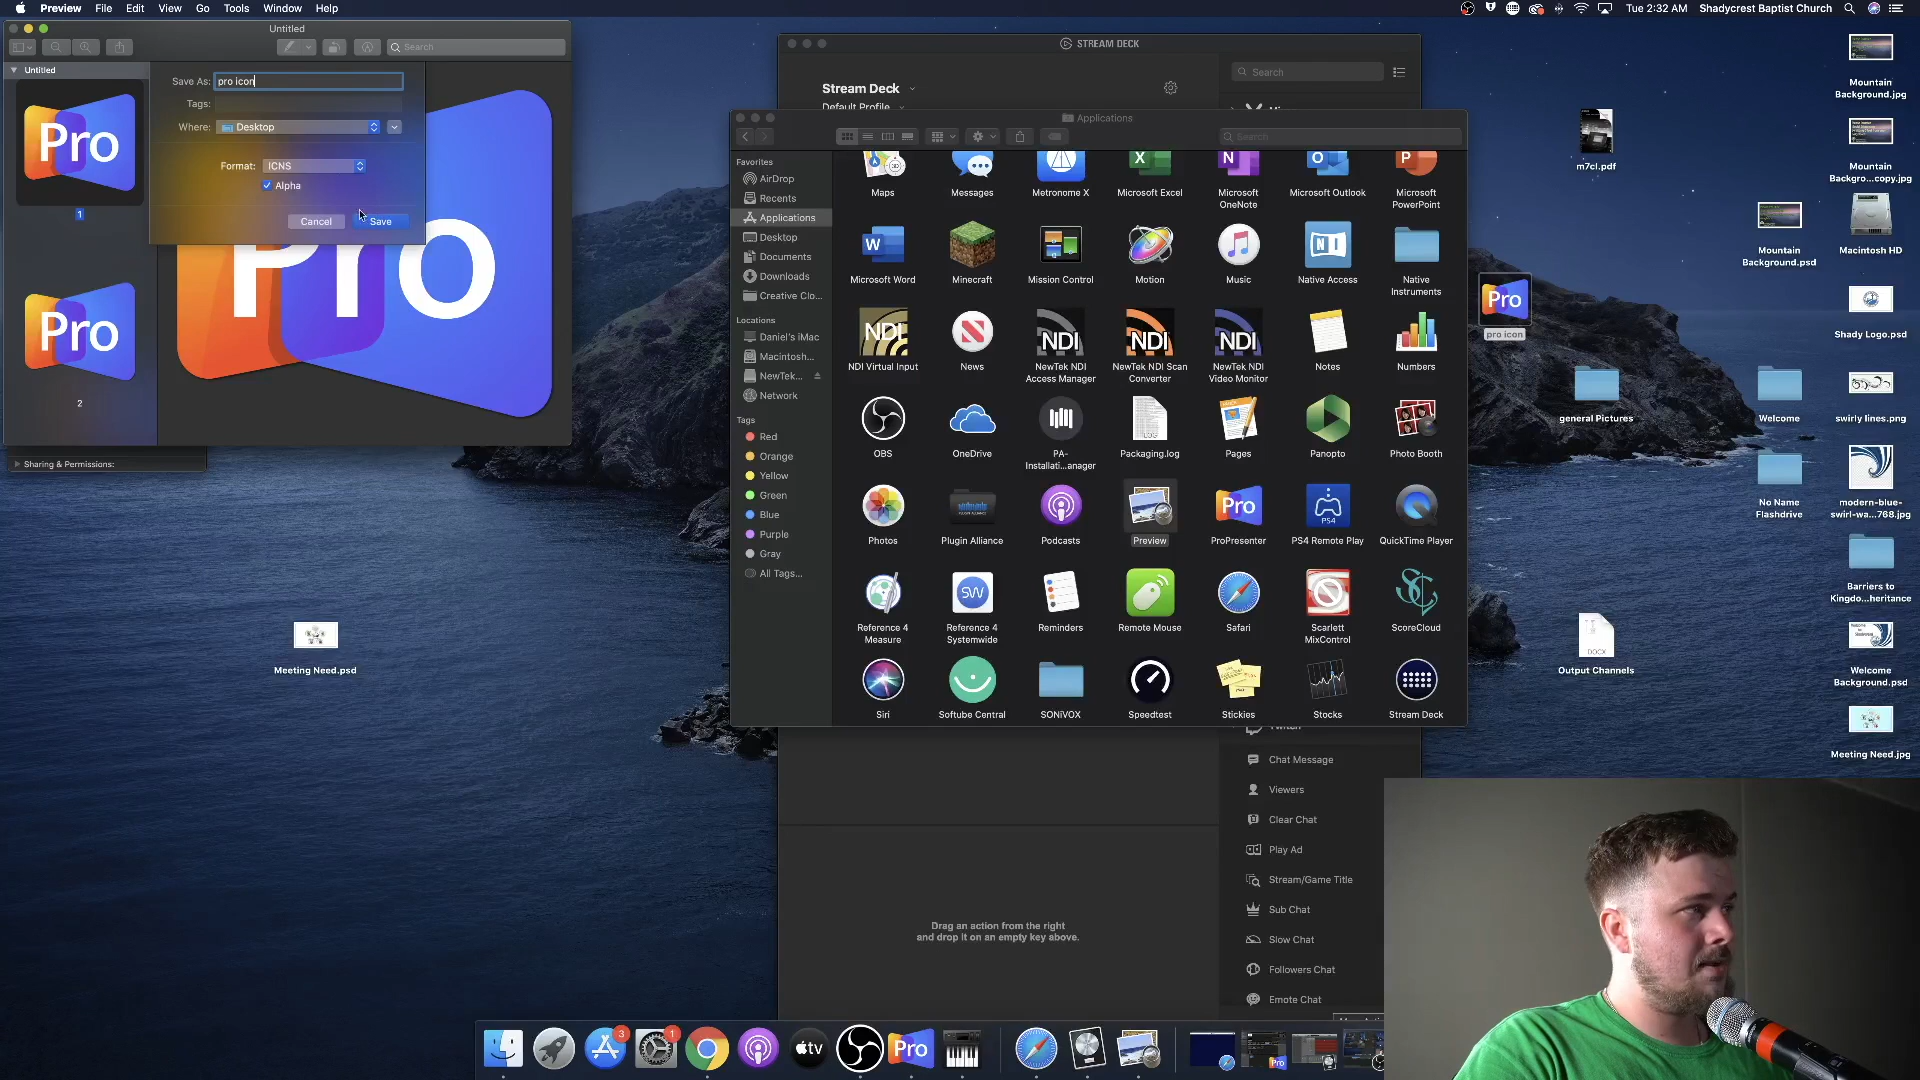 Preview File Edit View Go Tools Window Help
Tue 2:32 AM Shadycrest Baptist Church
Untitled
Search
Untitled
Pro
1
Pro
2
Save As: pro icon
Tags:
Where: Desktop
Format: ICNS
Alpha
Cancel Save
Pro
Sharing & Permissions:
Meeting Need.psd
STREAM DECK
Stream Deck
Default Profile
Search
Applications
Search
Favorites
AirDrop
Recents
Applications
Desktop
Documents
Downloads
Creative Clo...
Locations
Daniel's iMac
Macintosh...
NewTek...
Network
Tags
Red
Orange
Yellow
Green
Blue
Purple
Gray
All Tags...
Maps Messages Metronome X Microsoft Excel Microsoft OneNote Microsoft Outlook Microsoft PowerPoint
Microsoft Word Minecraft Mission Control Motion Music Native Access Native Instruments
NDI Virtual Input News NewTek NDI Access Manager NewTek NDI Scan Converter NewTek NDI Video Monitor Notes Numbers
OBS OneDrive PA-Installati...anager Packaging.log Pages Panopto Photo Booth
Photos Plugin Alliance Podcasts Preview ProPresenter PS4 Remote Play QuickTime Player
Reference 4 Measure Reference 4 Systemwide Reminders Remote Mouse Safari Scarlett MixControl ScoreCloud
Siri Softube Central SONiVOX Speedtest Stickies Stocks Stream Deck
Chat Message
Viewers
Clear Chat
Play Ad
Stream/Game Title
Sub Chat
Slow Chat
Followers Chat
Emote Chat
Drag an action from the right
and drop it on an empty key above.
Pro
pro icon
m7cl.pdf
general Pictures
DOCX
Output Channels
Mountain Background.psd
Welcome
No Name Flashdrive
Mountain Background.jpg
Mountain Backgrou...copy.jpg
Macintosh HD
Shady Logo.psd
swirly lines.png
modern-blue-swirl-wa...768.jpg
Barriers to Kingdo...heritance
Welcome Background.psd
Meeting Need.jpg
3
1
tv
Pro